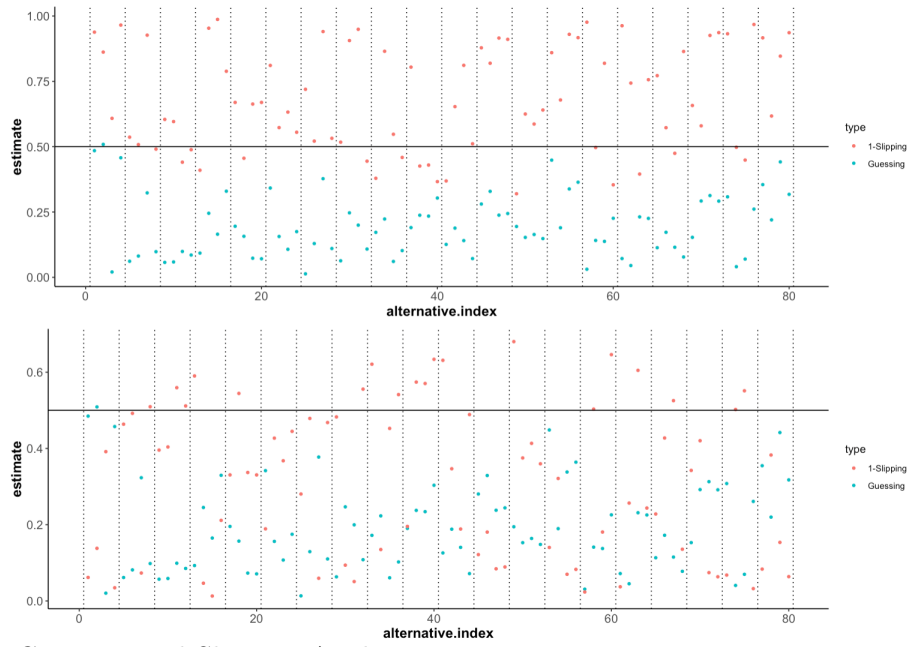 1.00
0.75
0.50
0.25
0.00
estimate
0
20
40
60
80
alternative.index
type
1-Slipping
Guessing
0.6
0.4
0.2
0.0
estimate
0
20
40
60
80
alternative.index
type
1-Slipping
Guessing